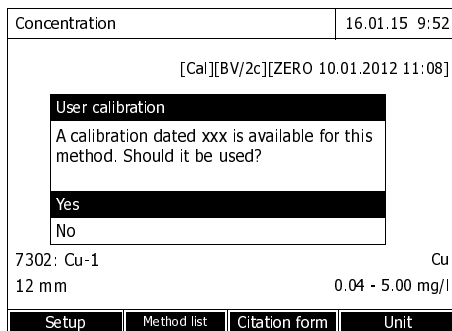 Concentration 16.01.15 9:52
[Cal][BV/2c][ZERO 10.01.2012 11:08]
User calibration
A calibration dated xxx is available for this
method. Should it be used?
Yes
No
7302: Cu-1 Cu
12 mm 0.04 - 5.00 mg/l
Setup Method list Citation form Unit